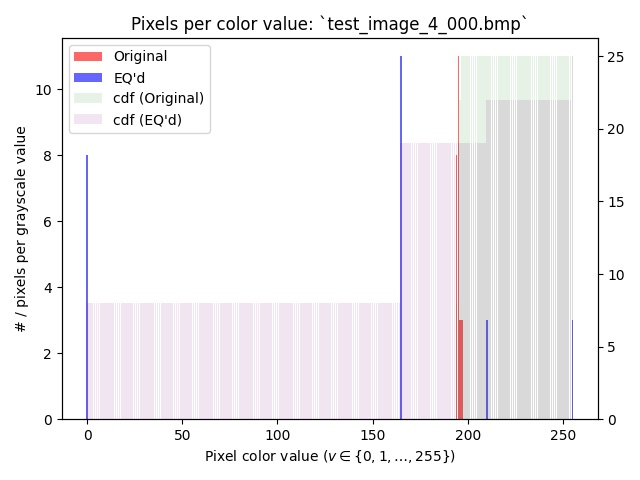 Pixels per color value: `test_image_4_000.bmp`
Original
EQ'd
cdf (Original)
cdf (EQ'd)
# / pixels per grayscale value
10
8
6
4
2
0
25
20
15
10
5
0
0 50 100 150 200 250
Pixel color value (v ∈ {0, 1, ..., 255})